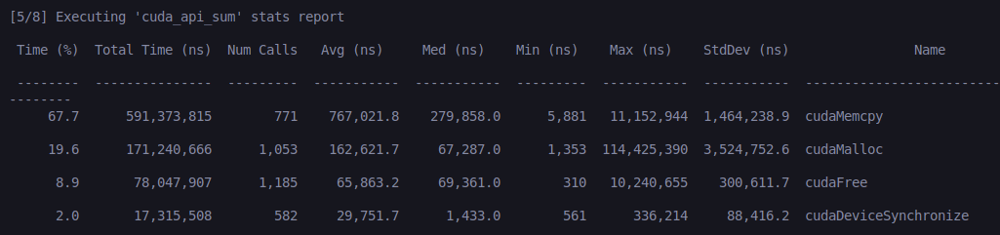 [5/8] Executing 'cuda_api_sum' stats report
Time (%) Total Time (ns) Num Calls Avg (ns) Med (ns) Min (ns) Max (ns) StdDev (ns) Name
-------- --------------- --------- ----------- ----------- --------- ----------- ----------- -------------------------
--------
67.7 591,373,815 771 767,021.8 279,858.0 5,881 11,152,944 1,464,238.9 cudaMemcpy
19.6 171,240,666 1,053 162,621.7 67,287.0 1,353 114,425,390 3,524,752.6 cudaMalloc
8.9 78,047,907 1,185 65,863.2 69,361.0 310 10,240,655 300,611.7 cudaFree
2.0 17,315,508 582 29,751.7 1,433.0 561 336,214 88,416.2 cudaDeviceSynchronize